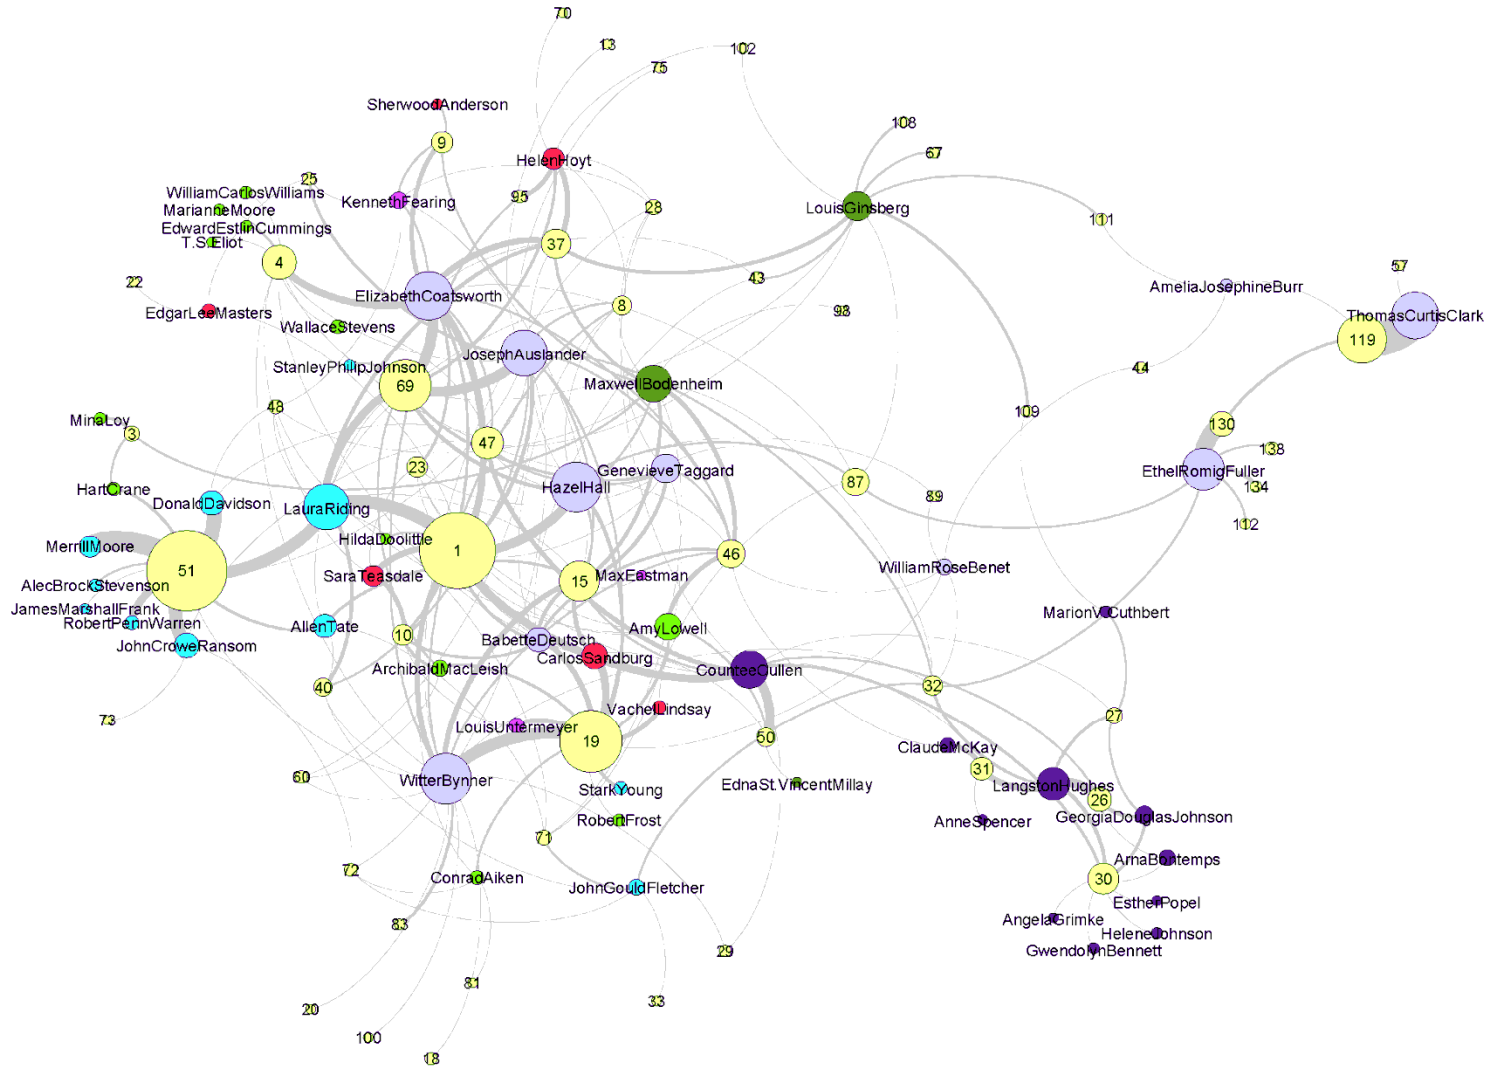 70
13
102
75
SherwoodAnderson
108
9
67
HelenHoyt
25
WilliamCarlosWilliams
KennethFearing
95
28
LouisGinsberg
MarianneMoore
111
EdwardEstlinCummings
T.S.Eliot
37
4
57
43
22
AmeliaJosephineBurr
ElizabethCoatsworth
8
98
EdgarLeeMasters
ThomasCurtisClark
WallaceStevens
119
JosephAuslander
StanleyPhilipJohnson
44
69
MaxwellBodenheim
48
109
MinaLoy
3
130
47
138
23
GenevieveTaggard
EthelRomigFuller
87
HartCrane
HazelHall
134
DonaldDavidson
89
LauraRiding
112
HildaDoolittle
MerrillMoore
1
46
WilliamRoseBenet
51
SaraTeasdale
15
MaxEastman
AlecBrockStevenson
JamesMarshallFrank
MarionV.Cuthbert
RobertPennWarren
AllenTate
AmyLowell
10
BabetteDeutsch
JohnCroweRansom
CarlosSandburg
ArchibaldMacLeish
CounteeCullen
40
32
VachelLindsay
27
73
LouisUntermeyer
50
19
ClaudeMcKay
31
60
WitterBynner
EdnaSt.VincentMillay
LangstonHughes
StarkYoung
26
GeorgiaDouglasJohnson
RobertFrost
AnneSpencer
71
ArnaBontemps
72
ConradAiken
30
JohnGouldFletcher
EstherPopel
AngelaGrimke
83
HeleneJohnson
29
GwendolynBennett
81
33
20
100
18